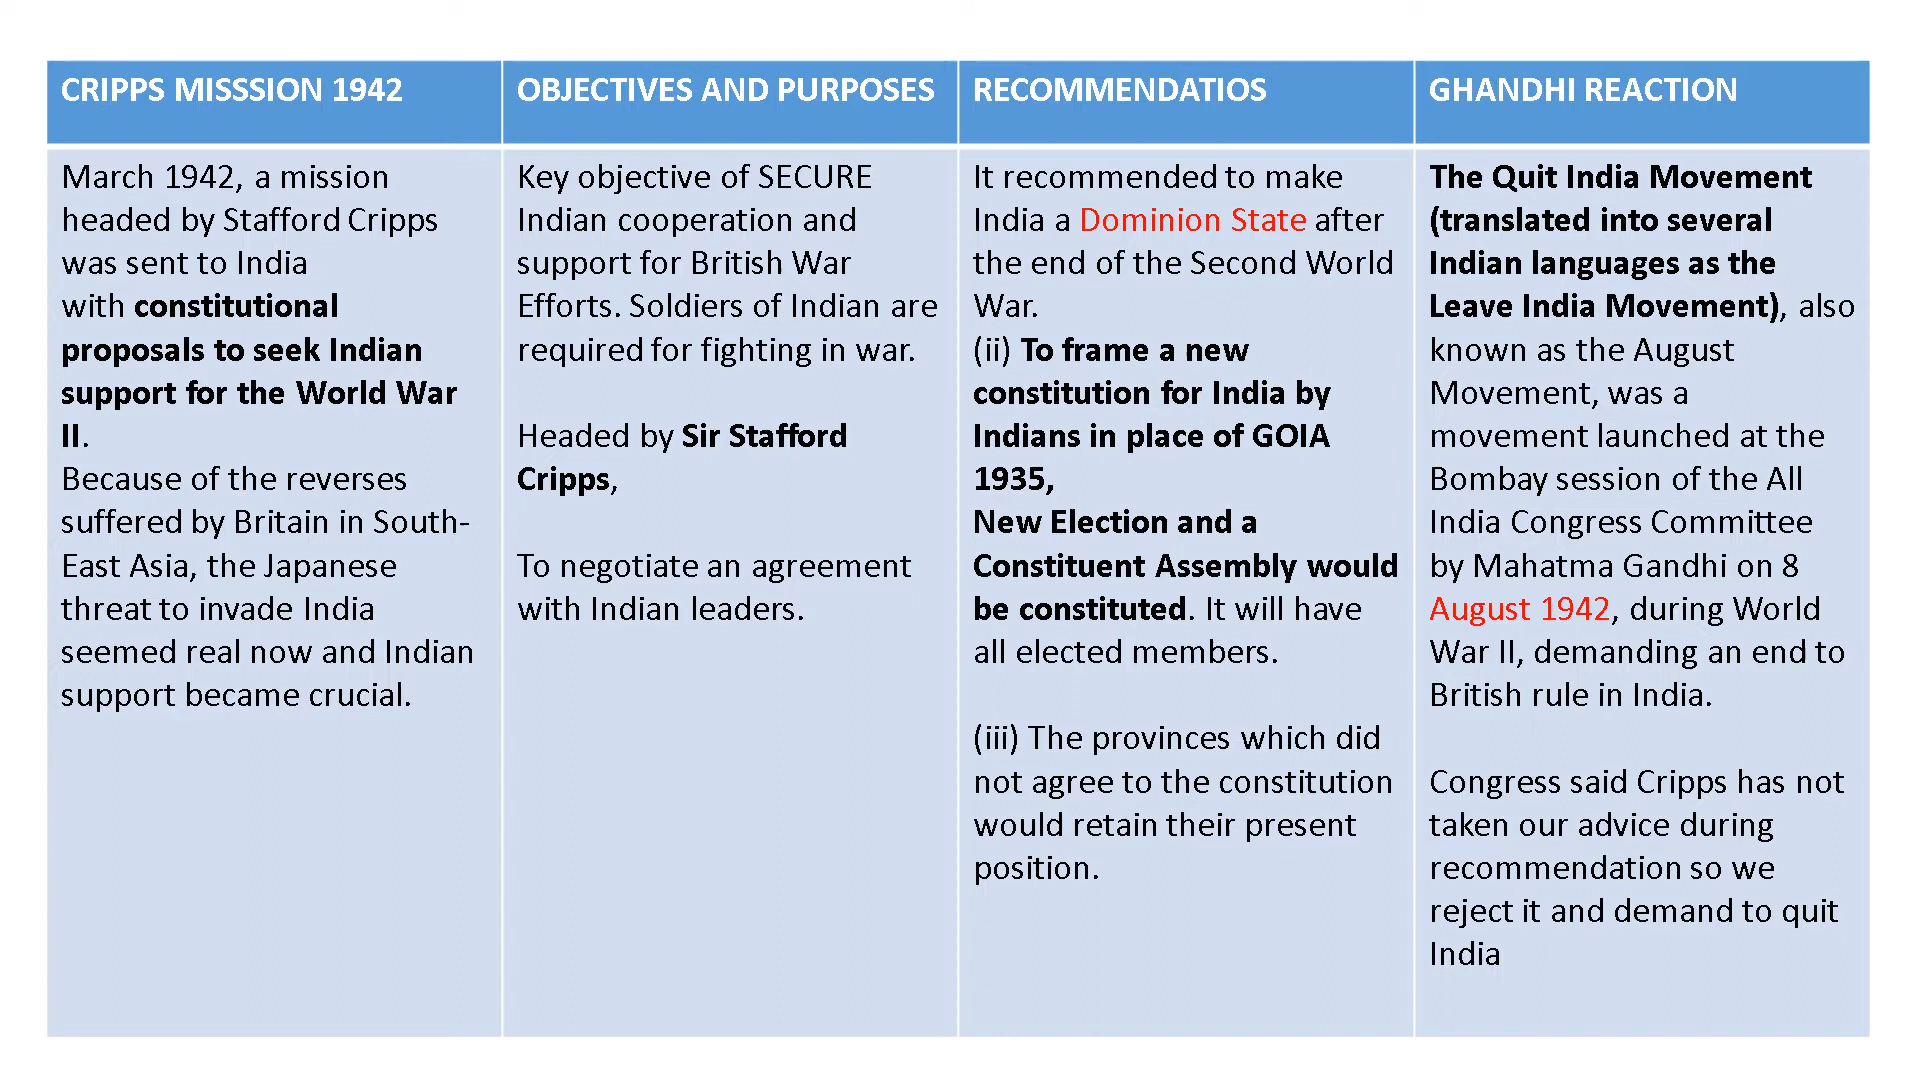 CRIPPS MISSSION 1942
OBJECTIVES AND PURPOSES
RECOMMENDATIOS
GHANDHI REACTION
March 1942, a mission
headed by Stafford Cripps
was sent to India
with constitutional
proposals to seek Indian
support for the World War
II.
Because of the reverses
suffered by Britain in South-
East Asia, the Japanese
threat to invade India
seemed real now and Indian
support became crucial.
Key objective of SECURE
Indian cooperation and
support for British War
Efforts. Soldiers of Indian are
required for fighting in war.
Headed by Sir Stafford
Cripps,
To negotiate an agreement
with Indian leaders.
It recommended to make
India a Dominion State after
the end of the Second World
War.
(ii) To frame a new
constitution for India by
Indians in place of GOIA
1935,
New Election and a
Constituent Assembly would
be constituted. It will have
all elected members.
(iii) The provinces which did
not agree to the constitution
would retain their present
position.
The Quit India Movement
(translated into several
Indian languages as the
Leave India Movement), also
known as the August
Movement, was a
movement launched at the
Bombay session of the All
India Congress Committee
by Mahatma Gandhi on 8
August 1942, during World
War II, demanding an end to
British rule in India.
Congress said Cripps has not
taken our advice during
recommendation so we
reject it and demand to quit
India